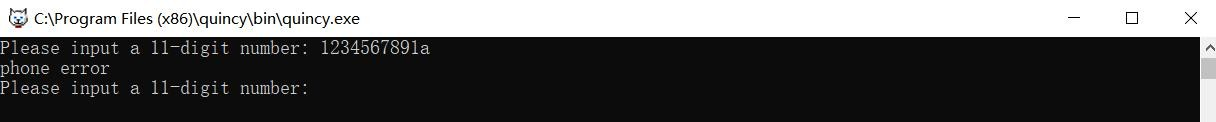 C:\Program Files (x86)\quincy\bin\quincy.exe
Please input a 11-digit number: 1234567891a
phone error
Please input a 11-digit number: